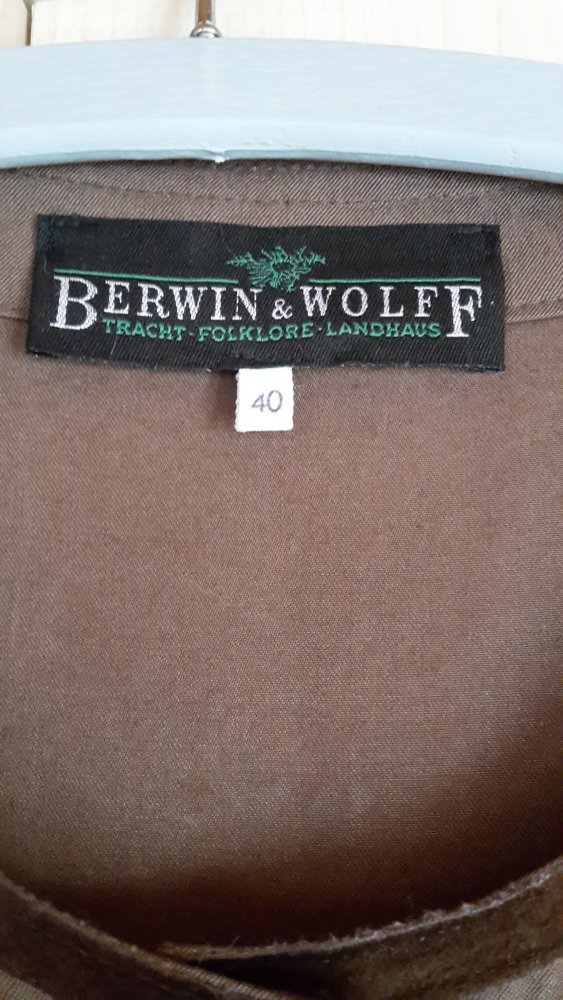 BERWIN & WOLFF
TRACHT · FOLKLORE · LANDHAUS
40